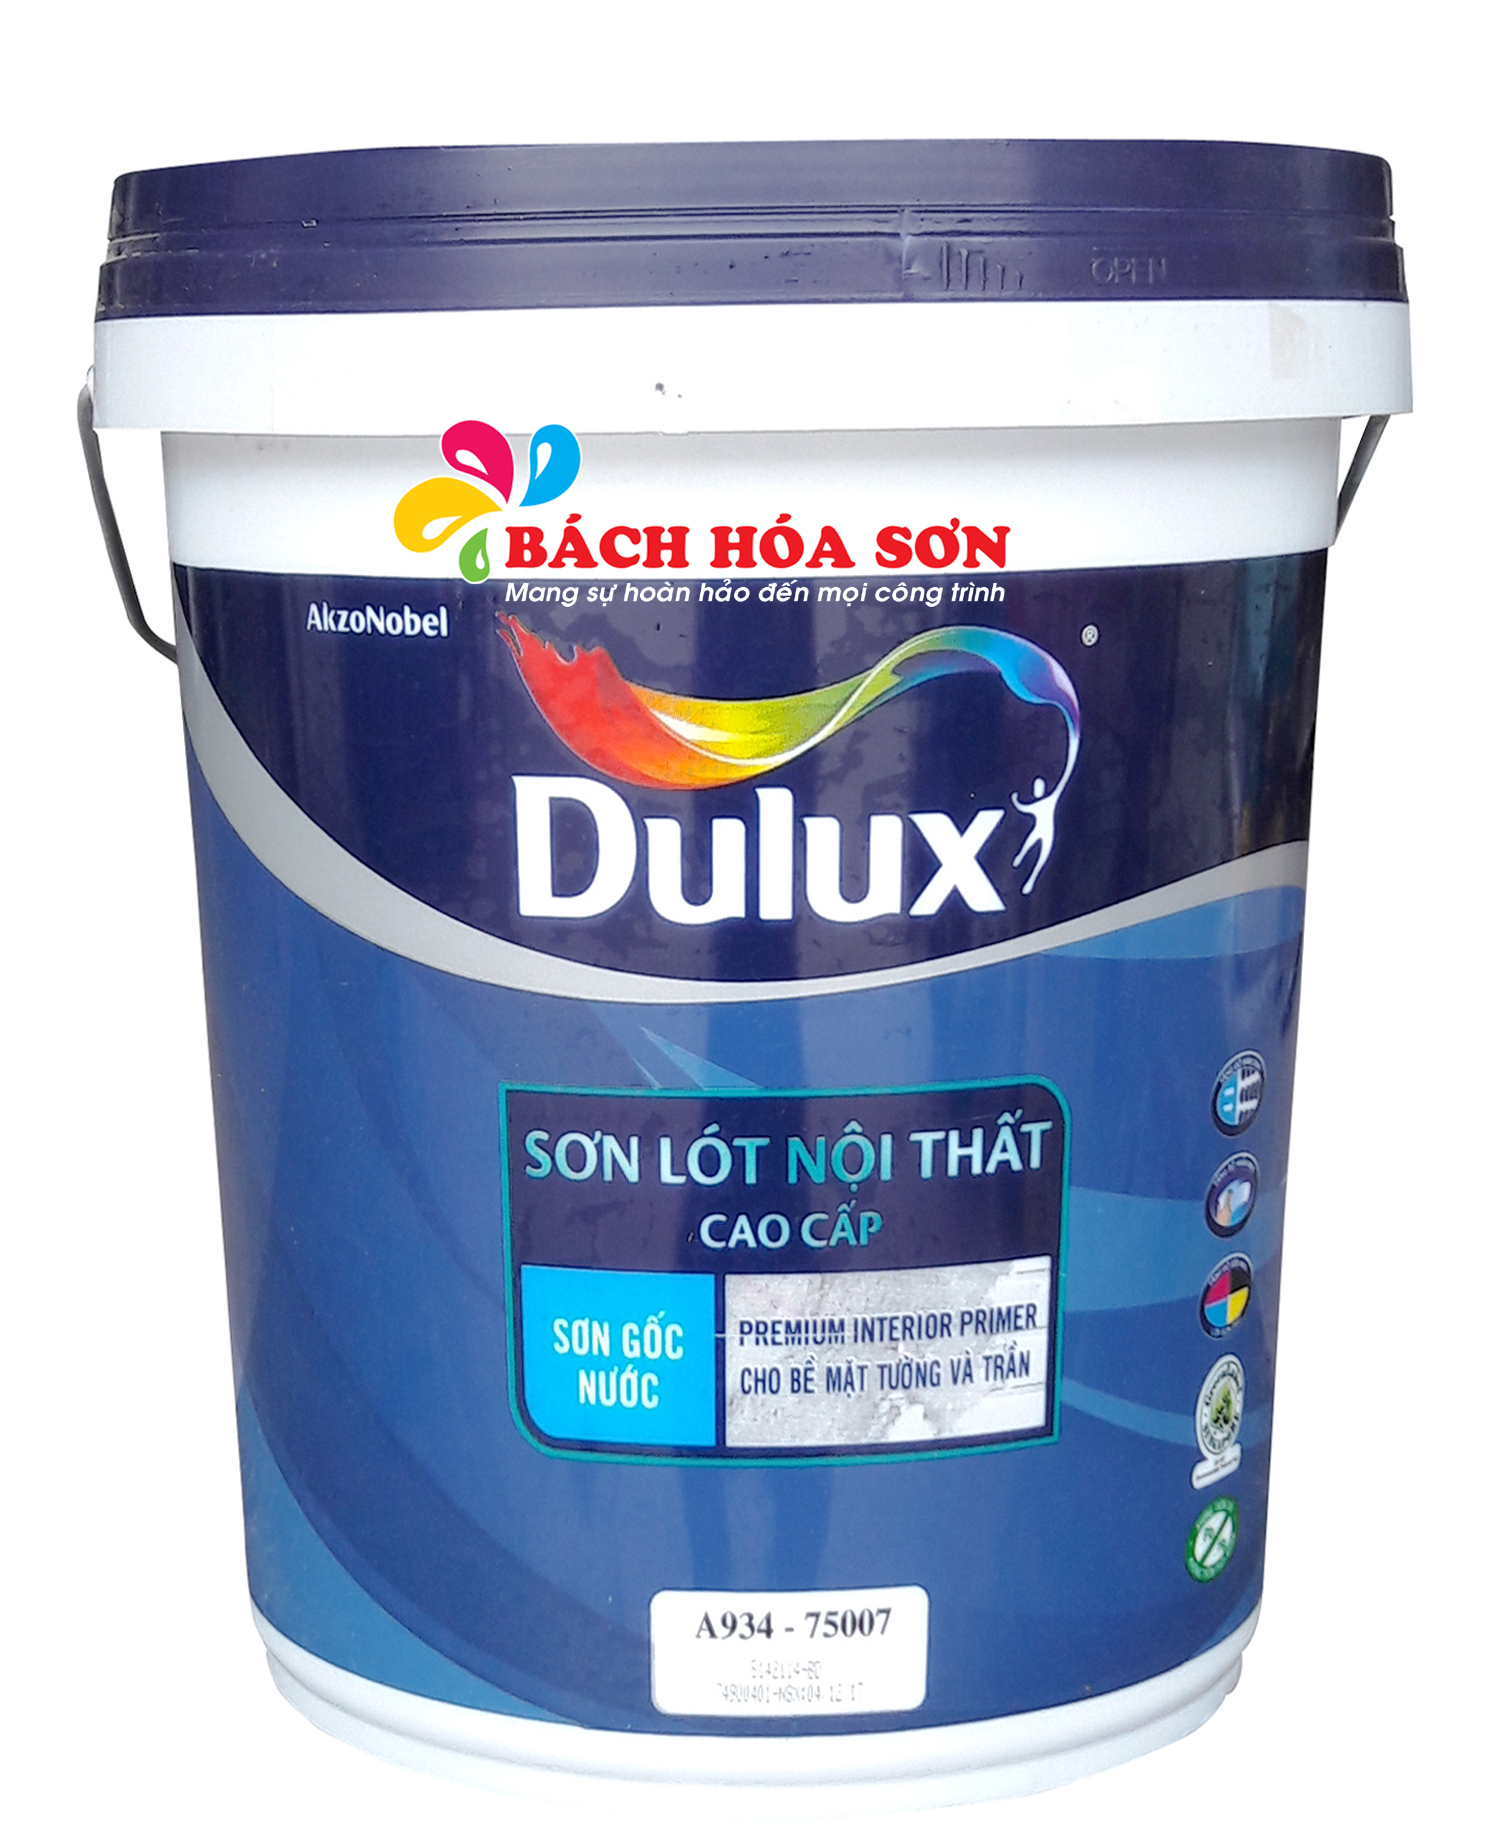 OPEN
BÁCH HÓA SƠN
Mang sự hoàn hảo đến mọi công trình
AkzoNobel
®
Dulux
SƠN LÓT NỘI THẤT
CAO CẤP
SƠN GỐC
NƯỚC
PREMIUM INTERIOR PRIMER
CHO BỀ MẶT TƯỜNG VÀ TRẦN
A934 - 75007